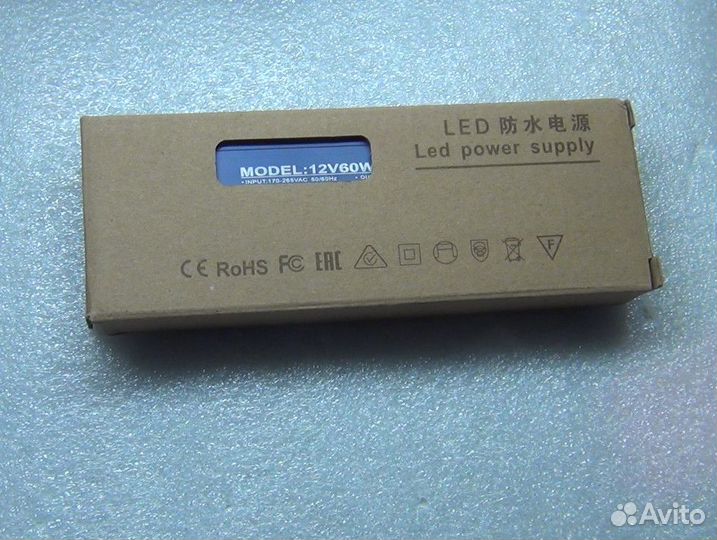 LED 防水电源
Led power supply
MODEL:12V60W
•INPUT:170-265VAC 50/60Hz
CE RoHS FC EAC
F
Avito